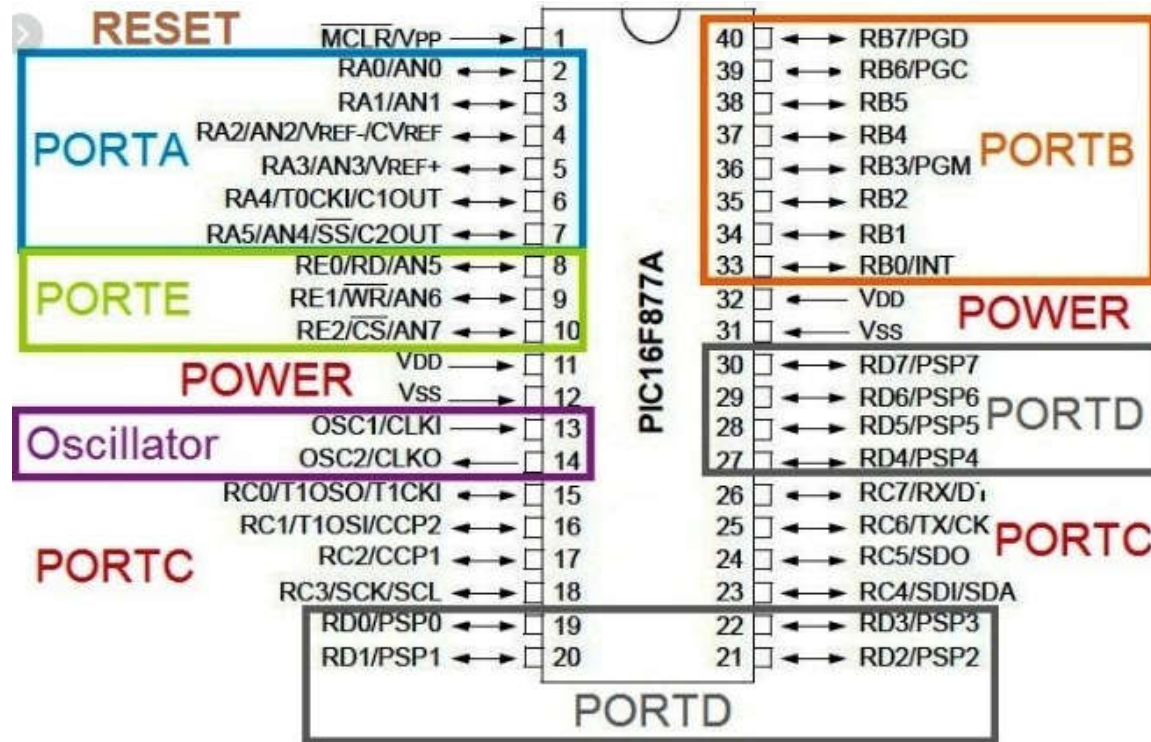 RESET
MCLR/VPP 1
RA0/AN0 2
RA1/AN1 3
RA2/AN2/VREF-/CVREF 4
PORTA
RA3/AN3/VREF+ 5
RA4/T0CKI/C1OUT 6
RA5/AN4/SS/C2OUT 7
RE0/RD/AN5 8
PORTE
RE1/WR/AN6 9
RE2/CS/AN7 10
VDD 11
POWER
VSS 12
OSC1/CLKI 13
Oscillator
OSC2/CLKO 14
RC0/T1OSO/T1CKI 15
RC1/T1OSI/CCP2 16
PORTC
RC2/CCP1 17
RC3/SCK/SCL 18
RD0/PSP0 19
RD1/PSP1 20
PIC16F877A
40 RB7/PGD
39 RB6/PGC
38 RB5
37 RB4
PORTB
36 RB3/PGM
35 RB2
34 RB1
33 RB0/INT
32 VDD
POWER
31 VSS
30 RD7/PSP7
29 RD6/PSP6
PORTD
28 RD5/PSP5
27 RD4/PSP4
26 RC7/RX/DT
25 RC6/TX/CK
PORTC
24 RC5/SDO
23 RC4/SDI/SDA
22 RD3/PSP3
21 RD2/PSP2
PORTD